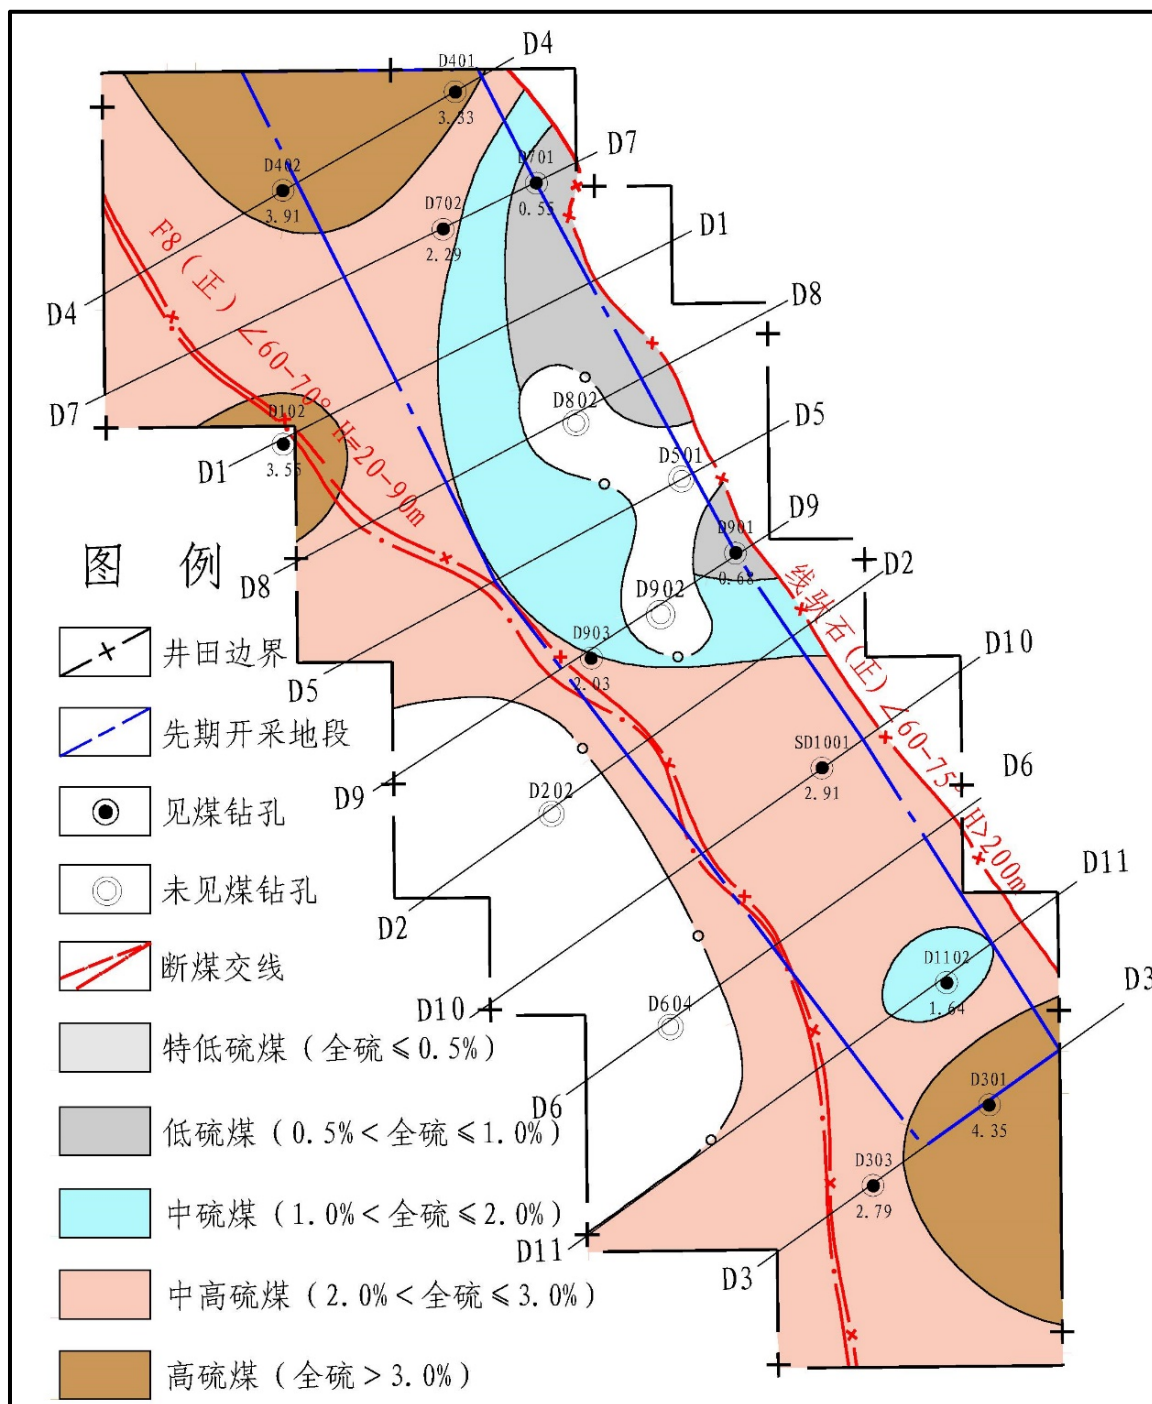 D4
D401
3.33
D7
D701
0.55
D402
3.91
D702
2.29
D1
F8(正)∠60-70° H=20-90m
D8
D4
D802
D7
D102
3.55
D5
D1
D501
D9
D901
0.68
D2
图 例
D8
线驮石(正)∠60-75° H>200m
D902
井田边界
D903
2.03
D10
D5
先期开采地段
SD1001
2.91
D6
D9
见煤钻孔
D202
D11
未见煤钻孔
D2
断煤交线
D1102
1.64
D3
D10
D604
特低硫煤(全硫≤0.5%)
D6
D301
4.35
低硫煤(0.5%<全硫≤1.0%)
D303
2.79
中硫煤(1.0%<全硫≤2.0%)
D11
D3
中高硫煤(2.0%<全硫≤3.0%)
高硫煤(全硫>3.0%)